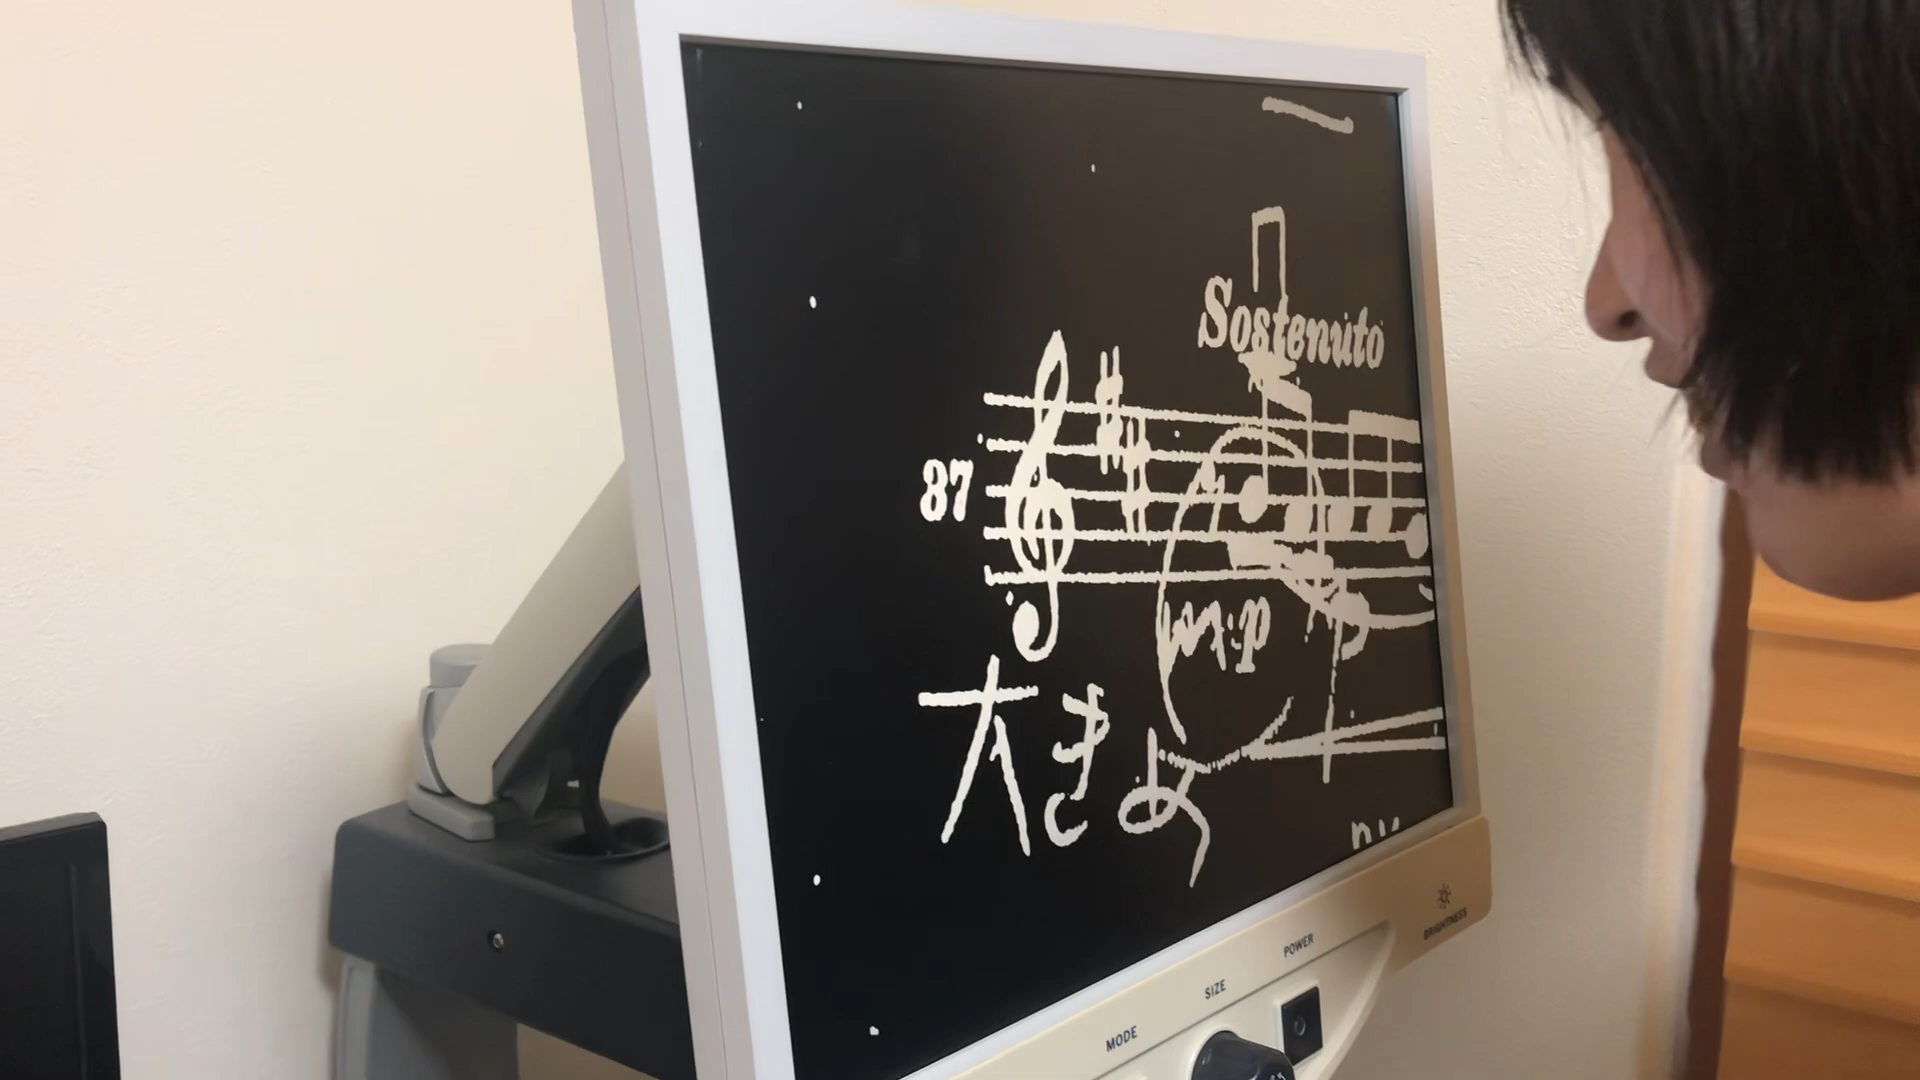 Sostenuto
87
mp
大きめ
BRIGHTNESS
POWER
SIZE
MODE